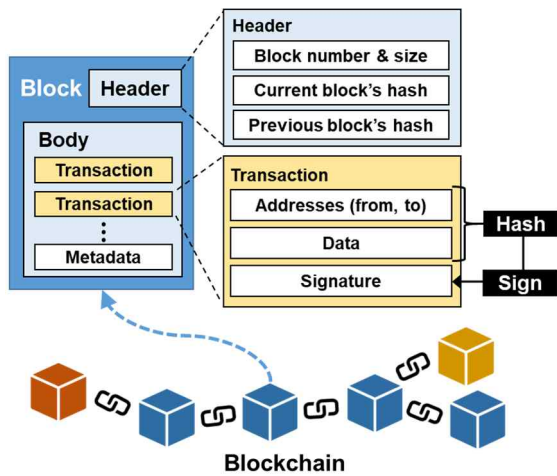 Block
Header
Body
Transaction
Transaction
Metadata
Header
Block number & size
Current block's hash
Previous block's hash
Transaction
Addresses (from, to)
Data
Signature
Hash
Sign
Blockchain